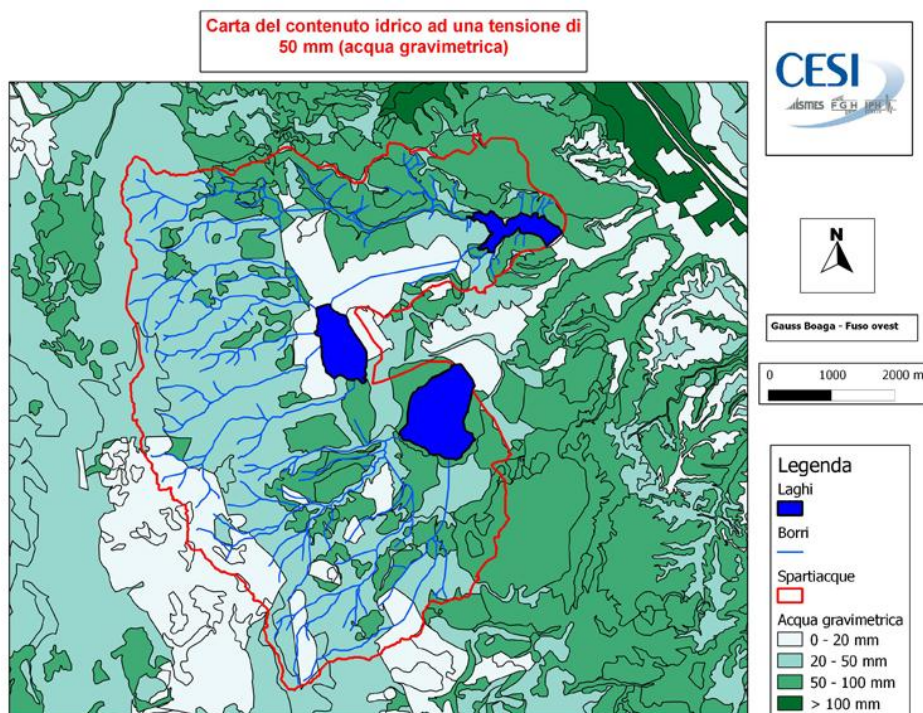 Carta del contenuto idrico ad una tensione di
50 mm (acqua gravimetrica)
CESI
ISMES FGH IPH
N
Gauss Boaga - Fuso ovest
0 1000 2000 m
Legenda
Laghi
Borri
Spartiacque
Acqua gravimetrica
0 - 20 mm
20 - 50 mm
50 - 100 mm
> 100 mm